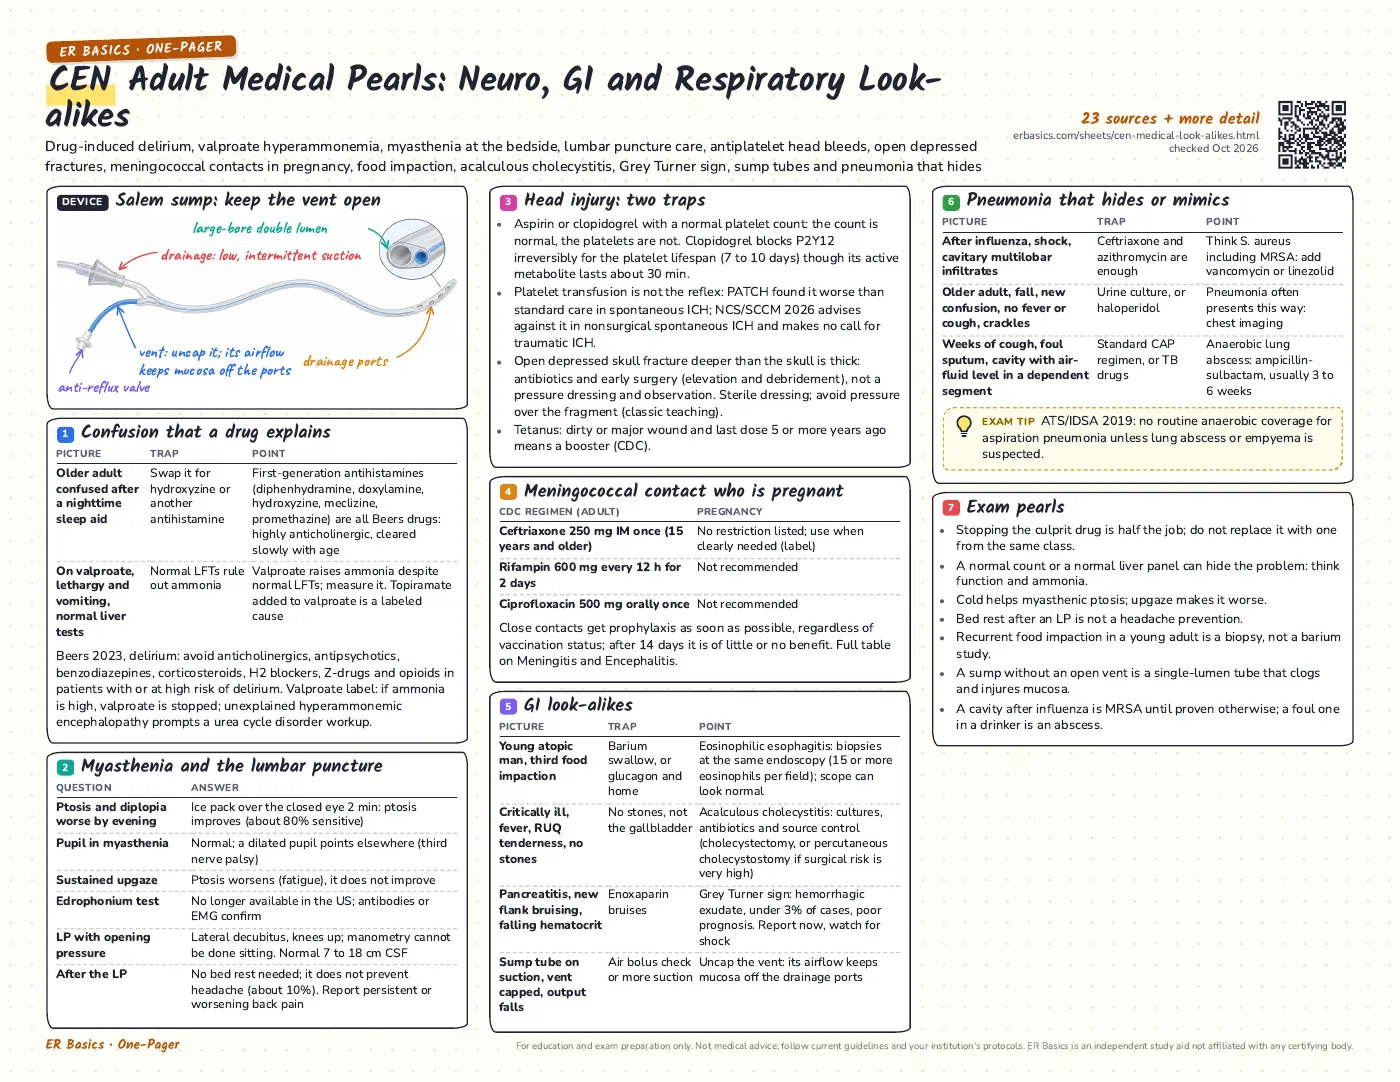 ER BASICS · ONE-PAGER
CEN Adult Medical Pearls: Neuro, GI and Respiratory Look-
alikes
Drug-induced delirium, valproate hyperammonemia, myasthenia at the bedside, lumbar puncture care, antiplatelet head bleeds, open depressed
fractures, meningococcal contacts in pregnancy, food impaction, acalculous cholecystitis, Grey Turner sign, sump tubes and pneumonia that hides
23 sources + more detail
erbasics.com/sheets/cen-medical-look-alikes.html
checked Oct 2026
DEVICE Salem sump: keep the vent open
large-bore double lumen
drainage: low, intermittent suction
vent: uncap it; its airflow
keeps mucosa off the ports
drainage ports
anti-reflux valve
1 Confusion that a drug explains
PICTURE TRAP POINT
Older adult
confused after
a nighttime
sleep aid
Swap it for
hydroxyzine or
another
antihistamine
First-generation antihistamines
(diphenhydramine, doxylamine,
hydroxyzine, meclizine,
promethazine) are all Beers drugs:
highly anticholinergic, cleared
slowly with age
On valproate,
lethargy and
vomiting,
normal liver
tests
Normal LFTs rule
out ammonia
Valproate raises ammonia despite
normal LFTs; measure it. Topiramate
added to valproate is a labeled
cause
Beers 2023, delirium: avoid anticholinergics, antipsychotics,
benzodiazepines, corticosteroids, H2 blockers, Z-drugs and opioids in
patients with or at high risk of delirium. Valproate label: if ammonia
is high, valproate is stopped; unexplained hyperammonemic
encephalopathy prompts a urea cycle disorder workup.
2 Myasthenia and the lumbar puncture
QUESTION ANSWER
Ptosis and diplopia
worse by evening
Ice pack over the closed eye 2 min: ptosis
improves (about 80% sensitive)
Pupil in myasthenia
Normal; a dilated pupil points elsewhere (third
nerve palsy)
Sustained upgaze
Ptosis worsens (fatigue), it does not improve
Edrophonium test
No longer available in the US; antibodies or
EMG confirm
LP with opening
pressure
Lateral decubitus, knees up; manometry cannot
be done sitting. Normal 7 to 18 cm CSF
After the LP
No bed rest needed; it does not prevent
headache (about 10%). Report persistent or
worsening back pain
3 Head injury: two traps
• Aspirin or clopidogrel with a normal platelet count: the count is
normal, the platelets are not. Clopidogrel blocks P2Y12
irreversibly for the platelet lifespan (7 to 10 days) though its active
metabolite lasts about 30 min.
• Platelet transfusion is not the reflex: PATCH found it worse than
standard care in spontaneous ICH; NCS/SCCM 2026 advises
against it in nonsurgical spontaneous ICH and makes no call for
traumatic ICH.
• Open depressed skull fracture deeper than the skull is thick:
antibiotics and early surgery (elevation and debridement), not a
pressure dressing and observation. Sterile dressing; avoid pressure
over the fragment (classic teaching).
• Tetanus: dirty or major wound and last dose 5 or more years ago
means a booster (CDC).
4 Meningococcal contact who is pregnant
CDC REGIMEN (ADULT) PREGNANCY
Ceftriaxone 250 mg IM once (15
years and older)
No restriction listed; use when
clearly needed (label)
Rifampin 600 mg every 12 h for
2 days
Not recommended
Ciprofloxacin 500 mg orally once Not recommended
Close contacts get prophylaxis as soon as possible, regardless of
vaccination status; after 14 days it is of little or no benefit. Full table
on Meningitis and Encephalitis.
5 GI look-alikes
PICTURE TRAP POINT
Young atopic
man, third food
impaction
Barium
swallow, or
glucagon and
home
Eosinophilic esophagitis: biopsies
at the same endoscopy (15 or more
eosinophils per field); scope can
look normal
Critically ill,
fever, RUQ
tenderness, no
stones
No stones, not
the gallbladder
Acalculous cholecystitis: cultures,
antibiotics and source control
(cholecystectomy, or percutaneous
cholecystostomy if surgical risk is
very high)
Pancreatitis, new
flank bruising,
falling hematocrit
Enoxaparin
bruises
Grey Turner sign: hemorrhagic
exudate, under 3% of cases, poor
prognosis. Report now, watch for
shock
Sump tube on
suction, vent
capped, output
falls
Air bolus check
or more suction
Uncap the vent: its airflow keeps
mucosa off the drainage ports
6 Pneumonia that hides or mimics
PICTURE TRAP POINT
After influenza, shock,
cavitary multilobar
infiltrates
Ceftriaxone and
azithromycin are
enough
Think S. aureus
including MRSA: add
vancomycin or linezolid
Older adult, fall, new
confusion, no fever or
cough, crackles
Urine culture, or
haloperidol
Pneumonia often
presents this way:
chest imaging
Weeks of cough, foul
sputum, cavity with air-
fluid level in a dependent
segment
Standard CAP
regimen, or TB
drugs
Anaerobic lung
abscess: ampicillin-
sulbactam, usually 3 to
6 weeks
EXAM TIP ATS/IDSA 2019: no routine anaerobic coverage for
aspiration pneumonia unless lung abscess or empyema is
suspected.
7 Exam pearls
• Stopping the culprit drug is half the job; do not replace it with one
from the same class.
• A normal count or a normal liver panel can hide the problem: think
function and ammonia.
• Cold helps myasthenic ptosis; upgaze makes it worse.
• Bed rest after an LP is not a headache prevention.
• Recurrent food impaction in a young adult is a biopsy, not a barium
study.
• A sump without an open vent is a single-lumen tube that clogs
and injures mucosa.
• A cavity after influenza is MRSA until proven otherwise; a foul one
in a drinker is an abscess.
ER Basics · One-Pager
For education and exam preparation only. Not medical advice; follow current guidelines and your institution's protocols. ER Basics is an independent study aid not affiliated with any certifying body.